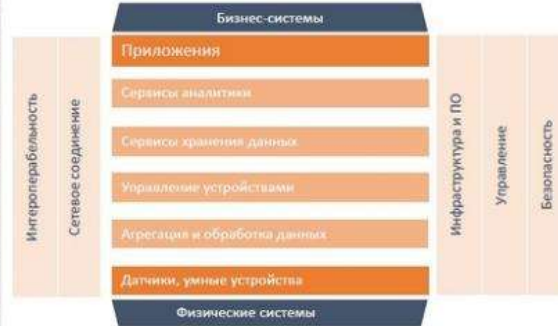 Бизнес-системы
Приложения
Сервисы аналитики
Сервисы хранения данных
Управление устройствами
Агрегация и обработка данных
Датчики, умные устройства
Физические системы
Интероперабельность
Сетевое соединение
Инфраструктура и ПО
Управление
Безопасность